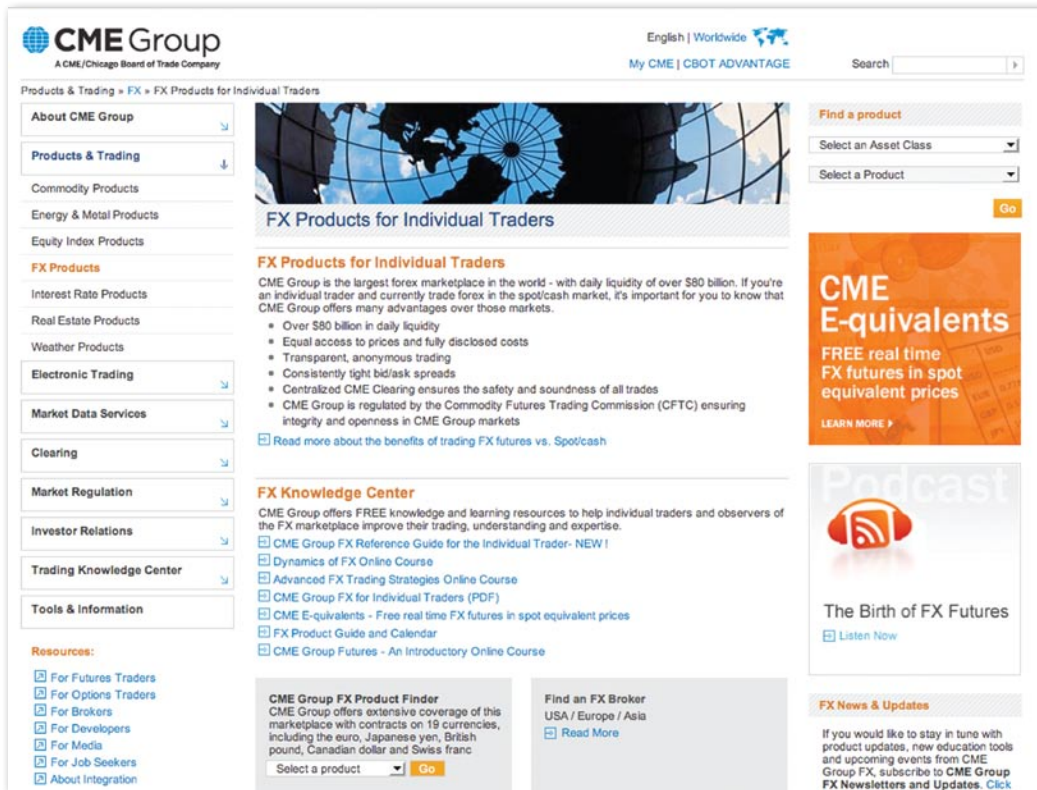 CME Group
A CME/Chicago Board of Trade Company
English | Worldwide
My CME | CBOT ADVANTAGE
Search
Products & Trading » FX » FX Products for Individual Traders
About CME Group
Products & Trading
Commodity Products
Energy & Metal Products
Equity Index Products
FX Products
Interest Rate Products
Real Estate Products
Weather Products
Electronic Trading
Market Data Services
Clearing
Market Regulation
Investor Relations
Trading Knowledge Center
Tools & Information
Resources:
For Futures Traders
For Options Traders
For Brokers
For Developers
For Media
For Job Seekers
About Integration
FX Products for Individual Traders
FX Products for Individual Traders
CME Group is the largest forex marketplace in the world - with daily liquidity of over $80 billion. If you're
an individual trader and currently trade forex in the spot/cash market, it's important for you to know that
CME Group offers many advantages over those markets.
Over $80 billion in daily liquidity
Equal access to prices and fully disclosed costs
Transparent, anonymous trading
Consistently tight bid/ask spreads
Centralized CME Clearing ensures the safety and soundness of all trades
CME Group is regulated by the Commodity Futures Trading Commission (CFTC) ensuring
integrity and openness in CME Group markets
Read more about the benefits of trading FX futures vs. Spot/cash
FX Knowledge Center
CME Group offers FREE knowledge and learning resources to help individual traders and observers of
the FX marketplace improve their trading, understanding and expertise.
CME Group FX Reference Guide for the Individual Trader- NEW !
Dynamics of FX Online Course
Advanced FX Trading Strategies Online Course
CME Group FX for Individual Traders (PDF)
CME E-quivalents - Free real time FX futures in spot equivalent prices
FX Product Guide and Calendar
CME Group Futures - An Introductory Online Course
CME Group FX Product Finder
CME Group offers extensive coverage of this
marketplace with contracts on 19 currencies,
including the euro, Japanese yen, British
pound, Canadian dollar and Swiss franc
Select a product
Go
Find an FX Broker
USA / Europe / Asia
Read More
Find a product
Select an Asset Class
Select a Product
Go
CME
E-quivalents
FREE real time
FX futures in spot
equivalent prices
LEARN MORE
Podcast
The Birth of FX Futures
Listen Now
FX News & Updates
If you would like to stay in tune with
product updates, new education tools
and upcoming events from CME
Group FX, subscribe to CME Group
FX Newsletters and Updates. Click